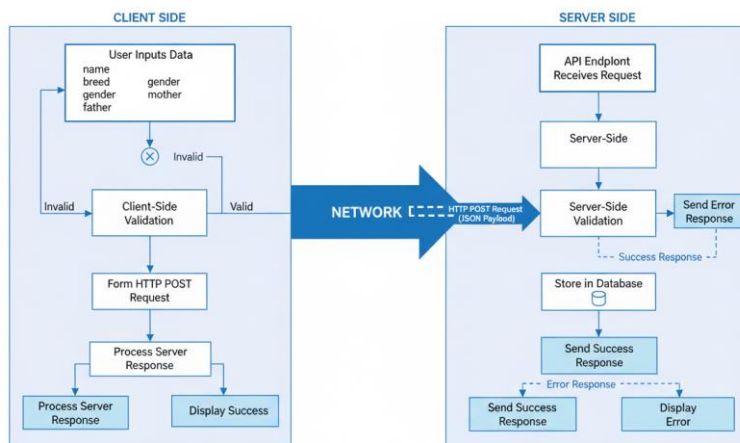 CLIENT SIDE
User Inputs Data
name
breed gender
gender mother
father
Invalid
Invalid
Client-Side
Validation
Valid
Form HTTP POST
Request
Process Server
Response
Process Server
Response
Display Success
NETWORK
HTTP POST Request
(JSON Payload)
SERVER SIDE
API Endplont
Receives Request
Server-Side
Server-Side
Validation
Send Error
Response
Success Response
Store in Database
Send Success
Response
Error Response
Send Success
Response
Display
Error